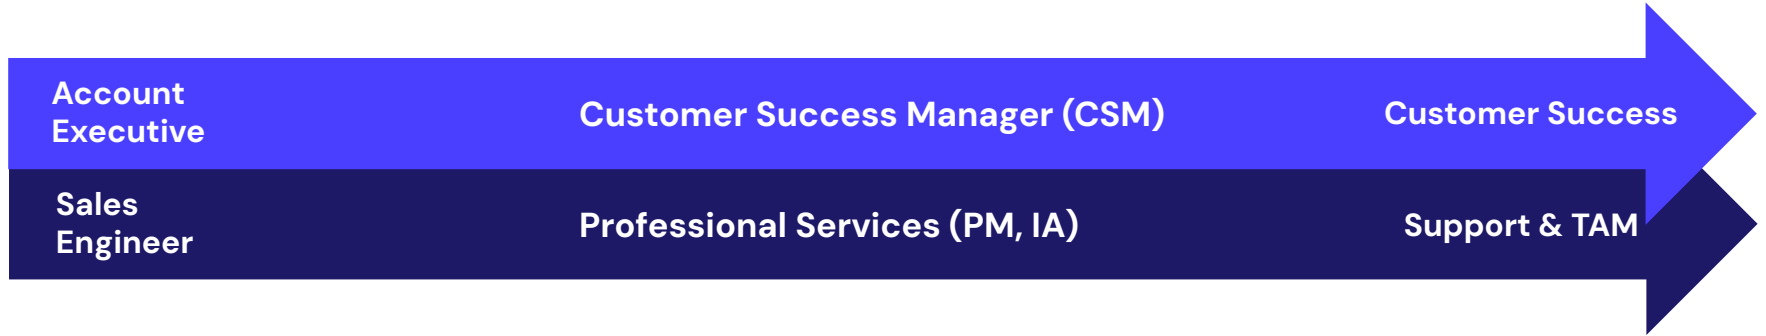 Account
Executive
Customer Success Manager (CSM)
Customer Success
Sales
Engineer
Professional Services (PM, IA)
Support & TAM